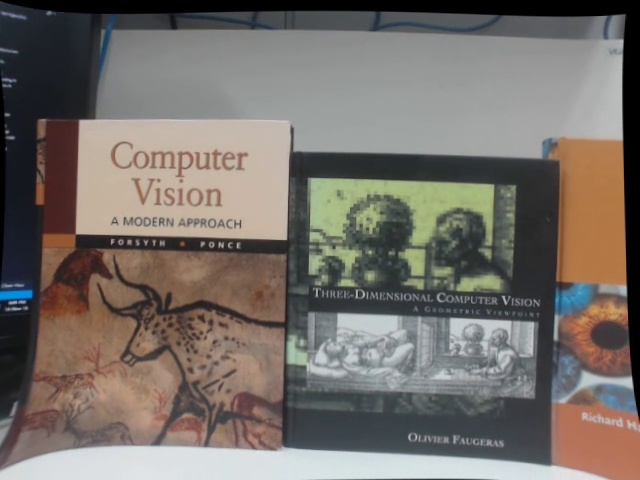 Computer
Vision
A MODERN APPROACH
FORSYTH • PONCE
THREE-DIMENSIONAL COMPUTER VISION
A GEOMETRIC VIEWPOINT
OLIVIER FAUGERAS
Richard